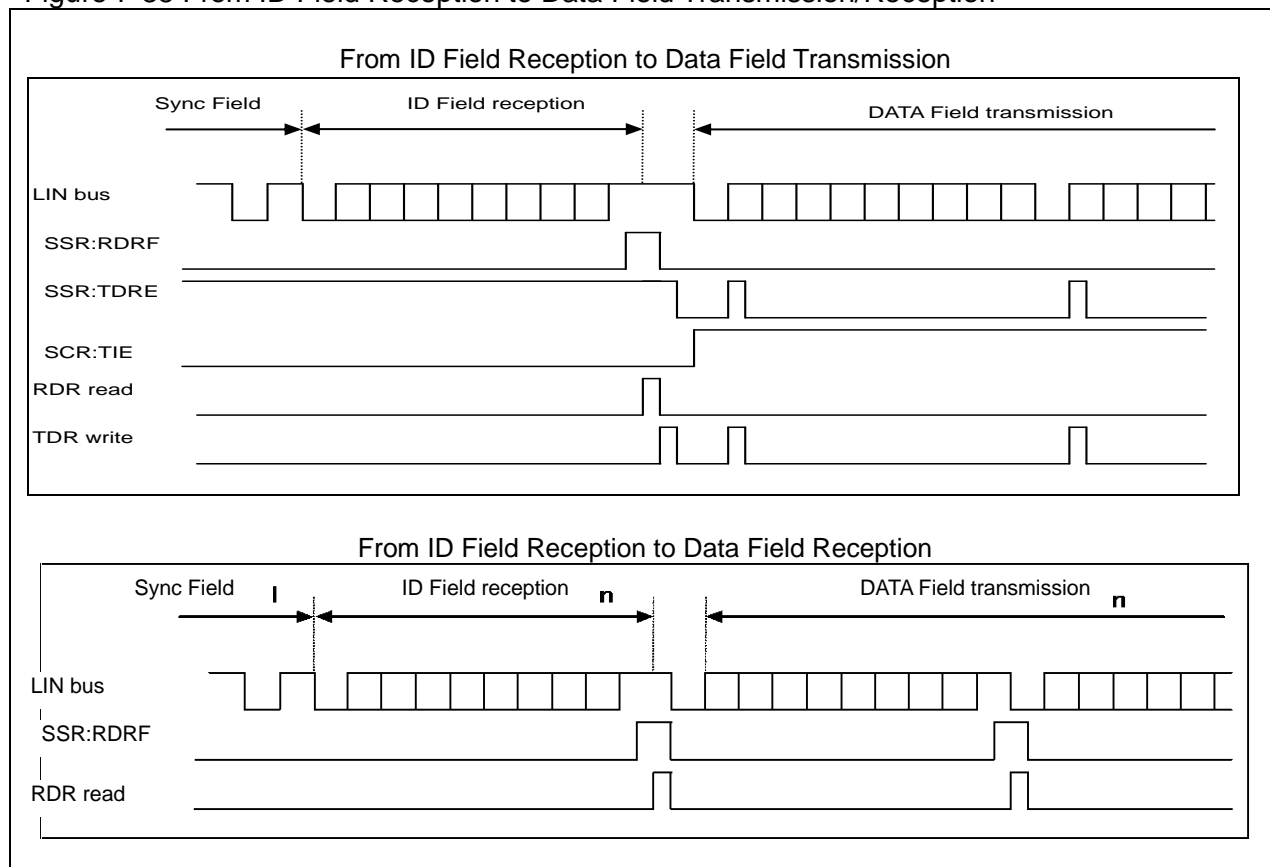 From ID Field Reception to Data Field Transmission
Sync Field ID Field reception DATA Field transmission
LIN bus
SSR:RDRF
SSR:TDRE
SCR:TIE
RDR read
TDR write
From ID Field Reception to Data Field Reception
Sync Field l ID Field reception n DATA Field transmission n
LIN bus
SSR:RDRF
RDR read